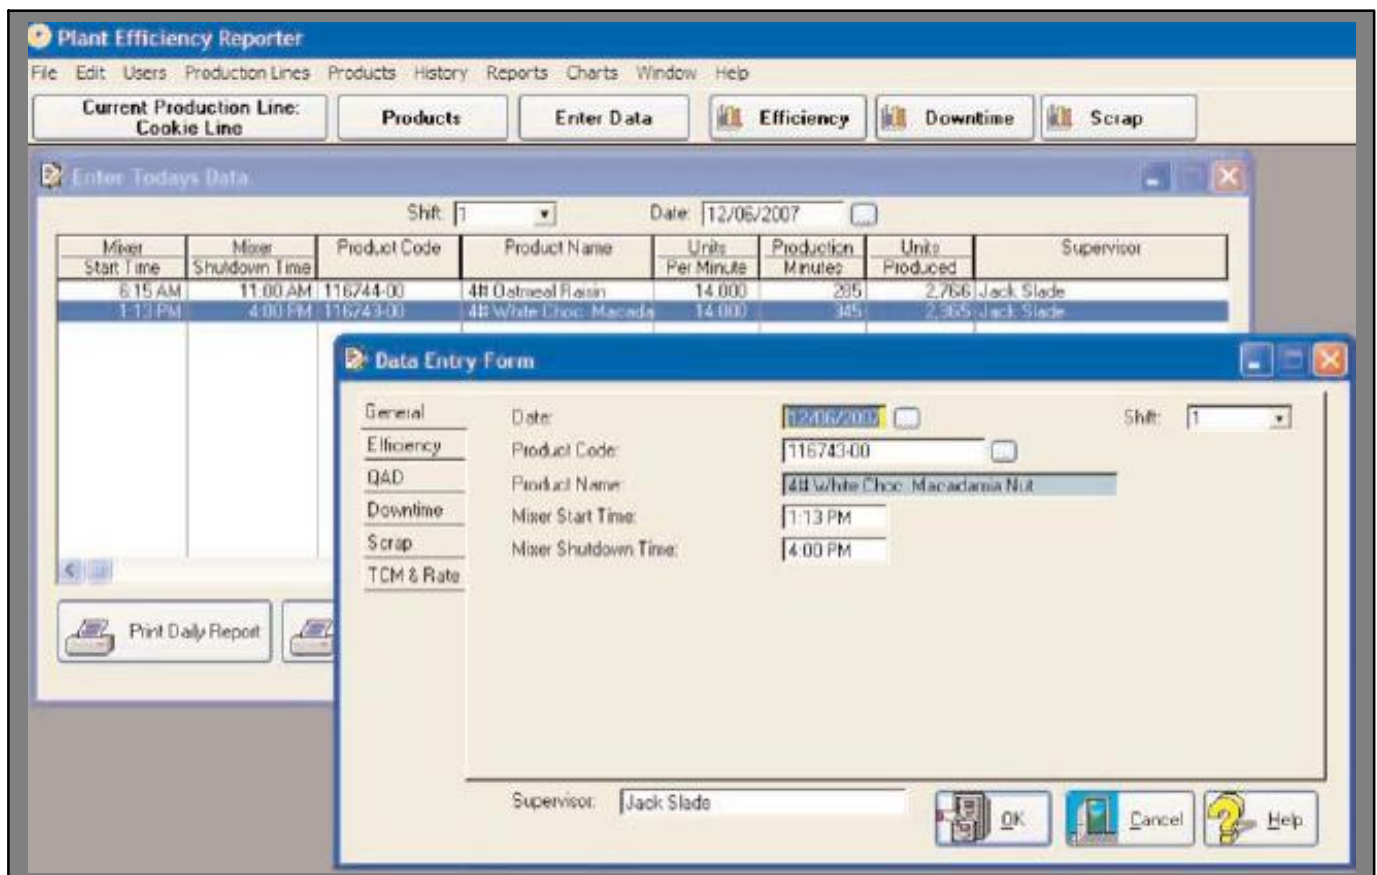 Plant Efficiency Reporter
File Edit Users Production Lines Products History Reports Charts Window Help
Current Production Line:
Cookie Line
Products Enter Data Efficiency Downtime Scrap
Enter Todays Data
Shift: 1 Date: 12/06/2007
Mixer Mixer Product Code Product Name Units Production Units Supervisor
Start Time Shutdown Time Per Minute Minutes Produced
6:15 AM 11:00 AM 116744-00 4# Oatmeal Raisin 14.000 285 2,766 Jack Slade
1:13 PM 4:00 PM 116743-00 4# White Choc. Macada 14.000 345 2,365 Jack Slade
Data Entry Form
General Date: 12/06/2007 Shift: 1
Efficiency Product Code: 116743-00
QAD Product Name: 4# White Choc. Macadamia Nut
Downtime Mixer Start Time: 1:13 PM
Scrap Mixer Shutdown Time: 4:00 PM
TCM & Rate
Print Daily Report
Supervisor: Jack Slade OK Cancel Help